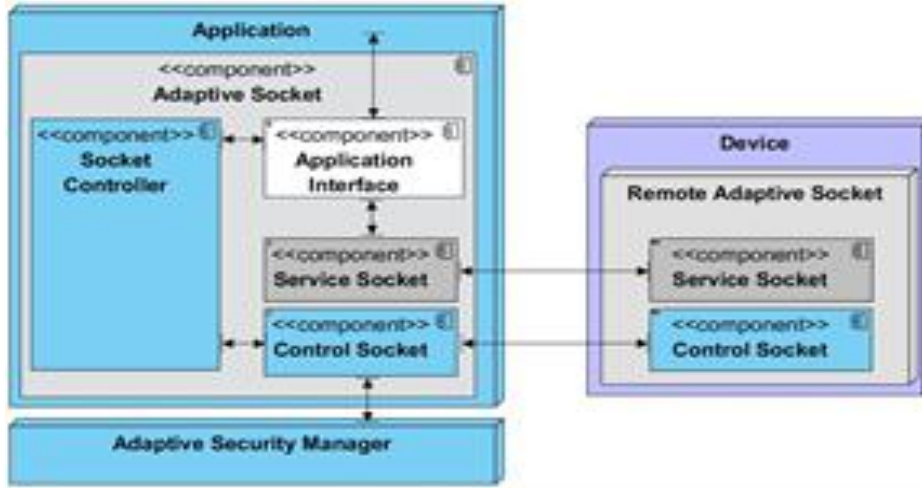 Application
<<component>>
Adaptive Socket
<<component>>
Socket
Controller
<<component>>
Application
Interface
<<component>>
Service Socket
<<component>>
Control Socket
Adaptive Security Manager
Device
Remote Adaptive Socket
<<component>>
Service Socket
<<component>>
Control Socket